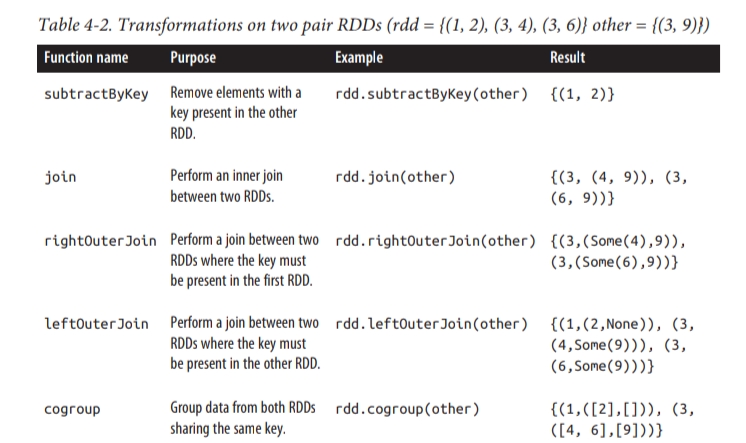 Table 4-2. Transformations on two pair RDDs (rdd = {(1, 2), (3, 4), (3, 6)} other = {(3, 9)})
Function name Purpose Example Result
subtractByKey Remove elements with a rdd.subtractByKey(other) {(1, 2)}
key present in the other
RDD.
join Perform an inner join rdd.join(other) {(3, (4, 9)), (3,
between two RDDs. (6, 9))}
rightOuterJoin Perform a join between two rdd.rightOuterJoin(other) {(3,(Some(4),9)),
RDDs where the key must (3,(Some(6),9))}
be present in the first RDD.
leftOuterJoin Perform a join between two rdd.leftOuterJoin(other) {(1,(2,None)), (3,
RDDs where the key must (4,Some(9))), (3,
be present in the other RDD. (6,Some(9)))}
cogroup Group data from both RDDs rdd.cogroup(other) {(1,([2],[])), (3,
sharing the same key. ([4, 6],[9]))}